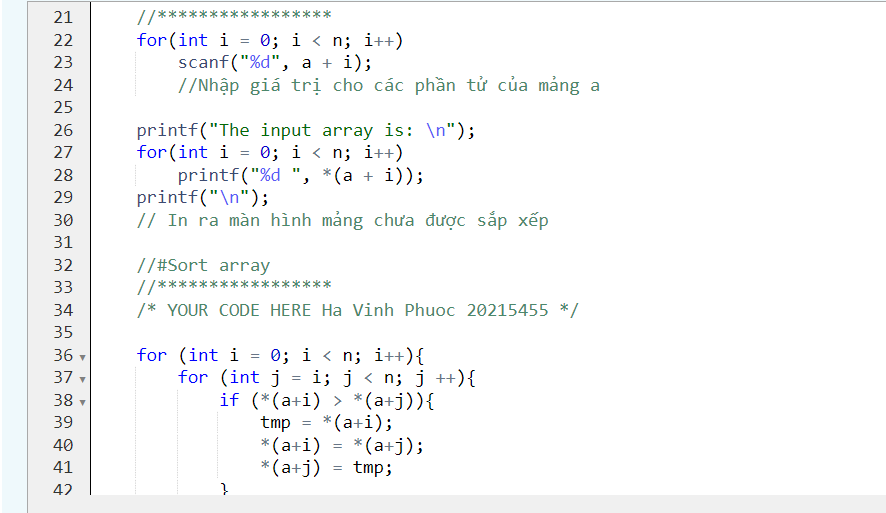 21 //*****************
22 for(int i = 0; i < n; i++)
23 scanf("%d", a + i);
24 //Nhập giá trị cho các phần tử của mảng a
25
26 printf("The input array is: \n");
27 for(int i = 0; i < n; i++)
28 printf("%d ", *(a + i));
29 printf("\n");
30 // In ra màn hình mảng chưa được sắp xếp
31
32 //#Sort array
33 //*****************
34 /* YOUR CODE HERE Ha Vinh Phuoc 20215455 */
35
36 for (int i = 0; i < n; i++){
37 for (int j = i; j < n; j ++){
38 if (*(a+i) > *(a+j)){
39 tmp = *(a+i);
40 *(a+i) = *(a+j);
41 *(a+j) = tmp;
42 }